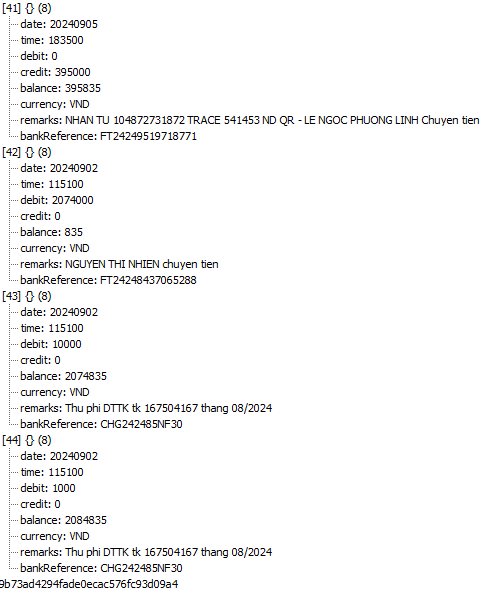 [41] {} (8)
date: 20240905
time: 183500
debit: 0
credit: 395000
balance: 395835
currency: VND
remarks: NHAN TU 104872731872 TRACE 541453 ND QR - LE NGOC PHUONG LINH Chuyen tien
bankReference: FT24249519718771
[42] {} (8)
date: 20240902
time: 115100
debit: 2074000
credit: 0
balance: 835
currency: VND
remarks: NGUYEN THI NHIEN chuyen tien
bankReference: FT24248437065288
[43] {} (8)
date: 20240902
time: 115100
debit: 10000
credit: 0
balance: 2074835
currency: VND
remarks: Thu phi DTTK tk 167504167 thang 08/2024
bankReference: CHG242485NF30
[44] {} (8)
date: 20240902
time: 115100
debit: 1000
credit: 0
balance: 2084835
currency: VND
remarks: Thu phi DTTK tk 167504167 thang 08/2024
bankReference: CHG242485NF30
9b73ad4294fade0ecac576fc93d09a4